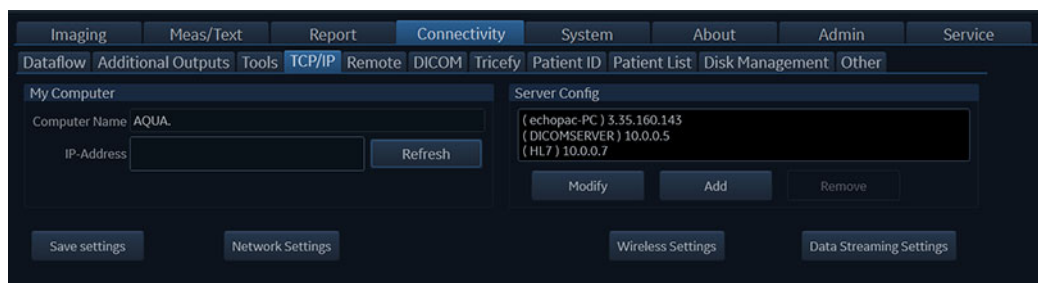 Imaging Meas/Text Report Connectivity System About Admin Service
Dataflow Additional Outputs Tools TCP/IP Remote DICOM Tricefy Patient ID Patient List Disk Management Other
My Computer
Computer Name AQUA.
IP-Address Refresh
Server Config
( echopac-PC ) 3.35.160.143
( DICOMSERVER ) 10.0.0.5
( HL7 ) 10.0.0.7
Modify Add Remove
Save settings Network Settings Wireless Settings Data Streaming Settings